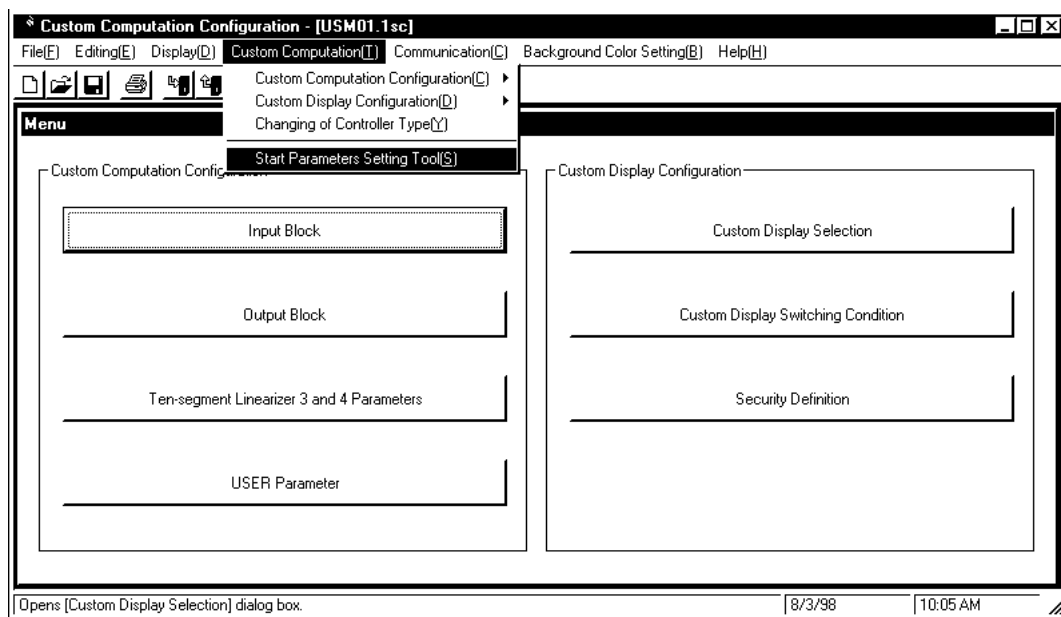 Custom Computation Configuration - [USM01.1sc]
File(F) Editing(E) Display(D) Custom Computation(T) Communication(C) Background Color Setting(B) Help(H)
Custom Computation Configuration(C)
Custom Display Configuration(D)
Changing of Controller Type(Y)
Start Parameters Setting Tool(S)
Menu
Custom Computation Configuration
Custom Display Configuration
Input Block
Custom Display Selection
Output Block
Custom Display Switching Condition
Ten-segment Linearizer 3 and 4 Parameters
Security Definition
USER Parameter
Opens [Custom Display Selection] dialog box.
8/3/98
10:05 AM